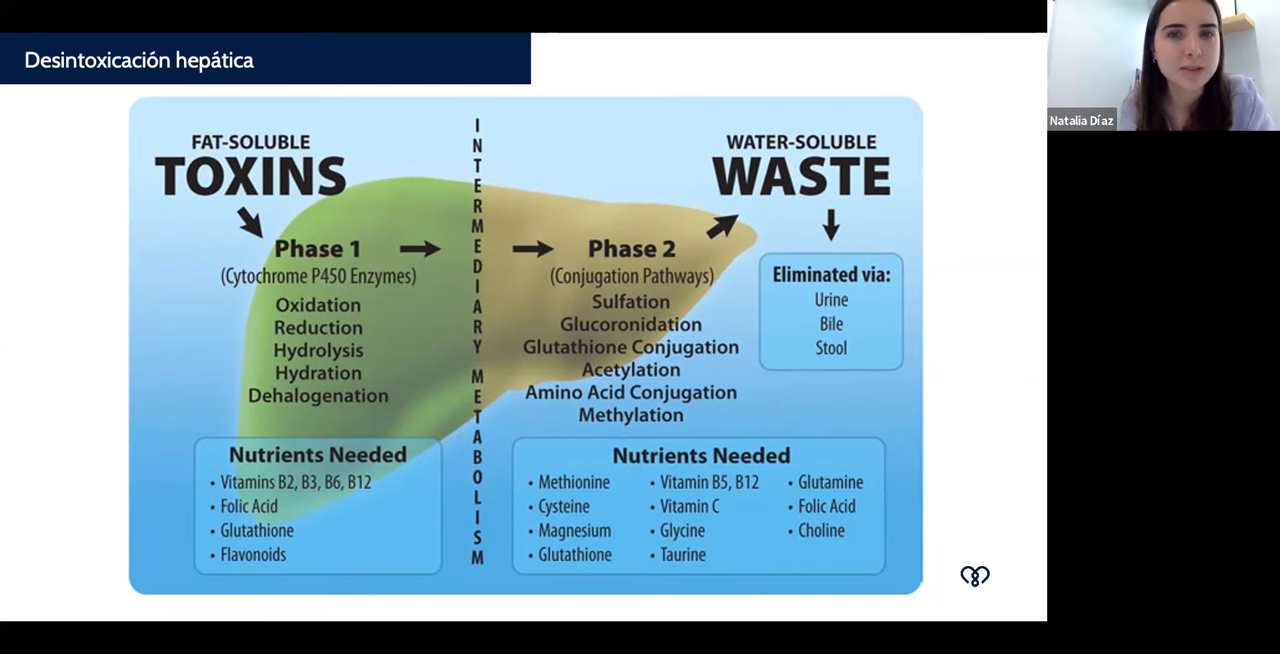 Desintoxicación hepática
Natalia Díaz
FAT-SOLUBLE
TOXINS
Phase 1
(Cytochrome P450 Enzymes)
Oxidation
Reduction
Hydrolysis
Hydration
Dehalogenation
Nutrients Needed
• Vitamins B2, B3, B6, B12
• Folic Acid
• Glutathione
• Flavonoids
INTERMEDIARY METABOLISM
Phase 2
(Conjugation Pathways)
Sulfation
Glucoronidation
Glutathione Conjugation
Acetylation
Amino Acid Conjugation
Methylation
Nutrients Needed
• Methionine
• Cysteine
• Magnesium
• Glutathione
• Vitamin B5, B12
• Vitamin C
• Glycine
• Taurine
• Glutamine
• Folic Acid
• Choline
WATER-SOLUBLE
WASTE
Eliminated via:
Urine
Bile
Stool